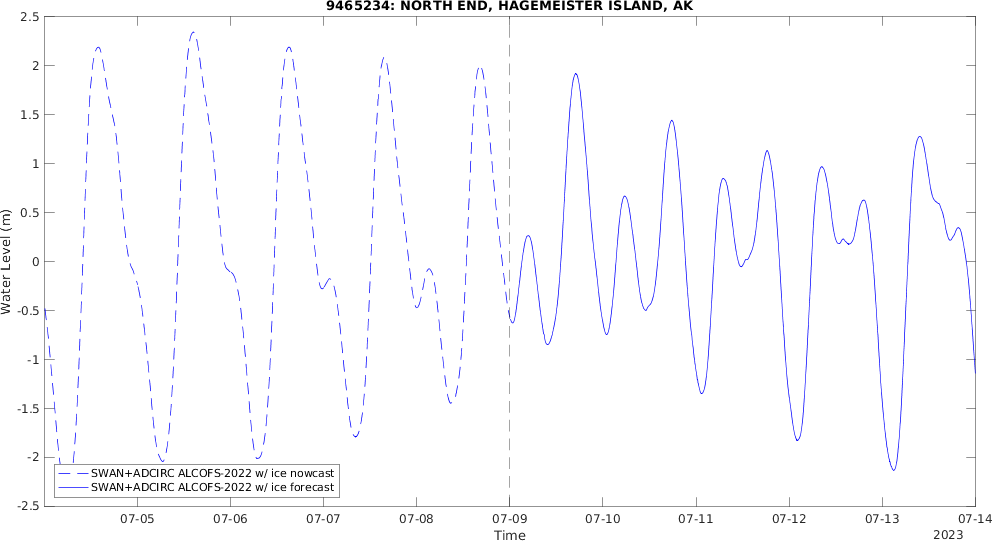 9465234: NORTH END, HAGEMEISTER ISLAND, AK
2.5
2
1.5
1
0.5
0
-0.5
-1
-1.5
-2
-2.5
Water Level (m)
SWAN+ADCIRC ALCOFS-2022 w/ ice nowcast
SWAN+ADCIRC ALCOFS-2022 w/ ice forecast
07-05 07-06 07-07 07-08 07-09 07-10 07-11 07-12 07-13 07-14
Time
2023